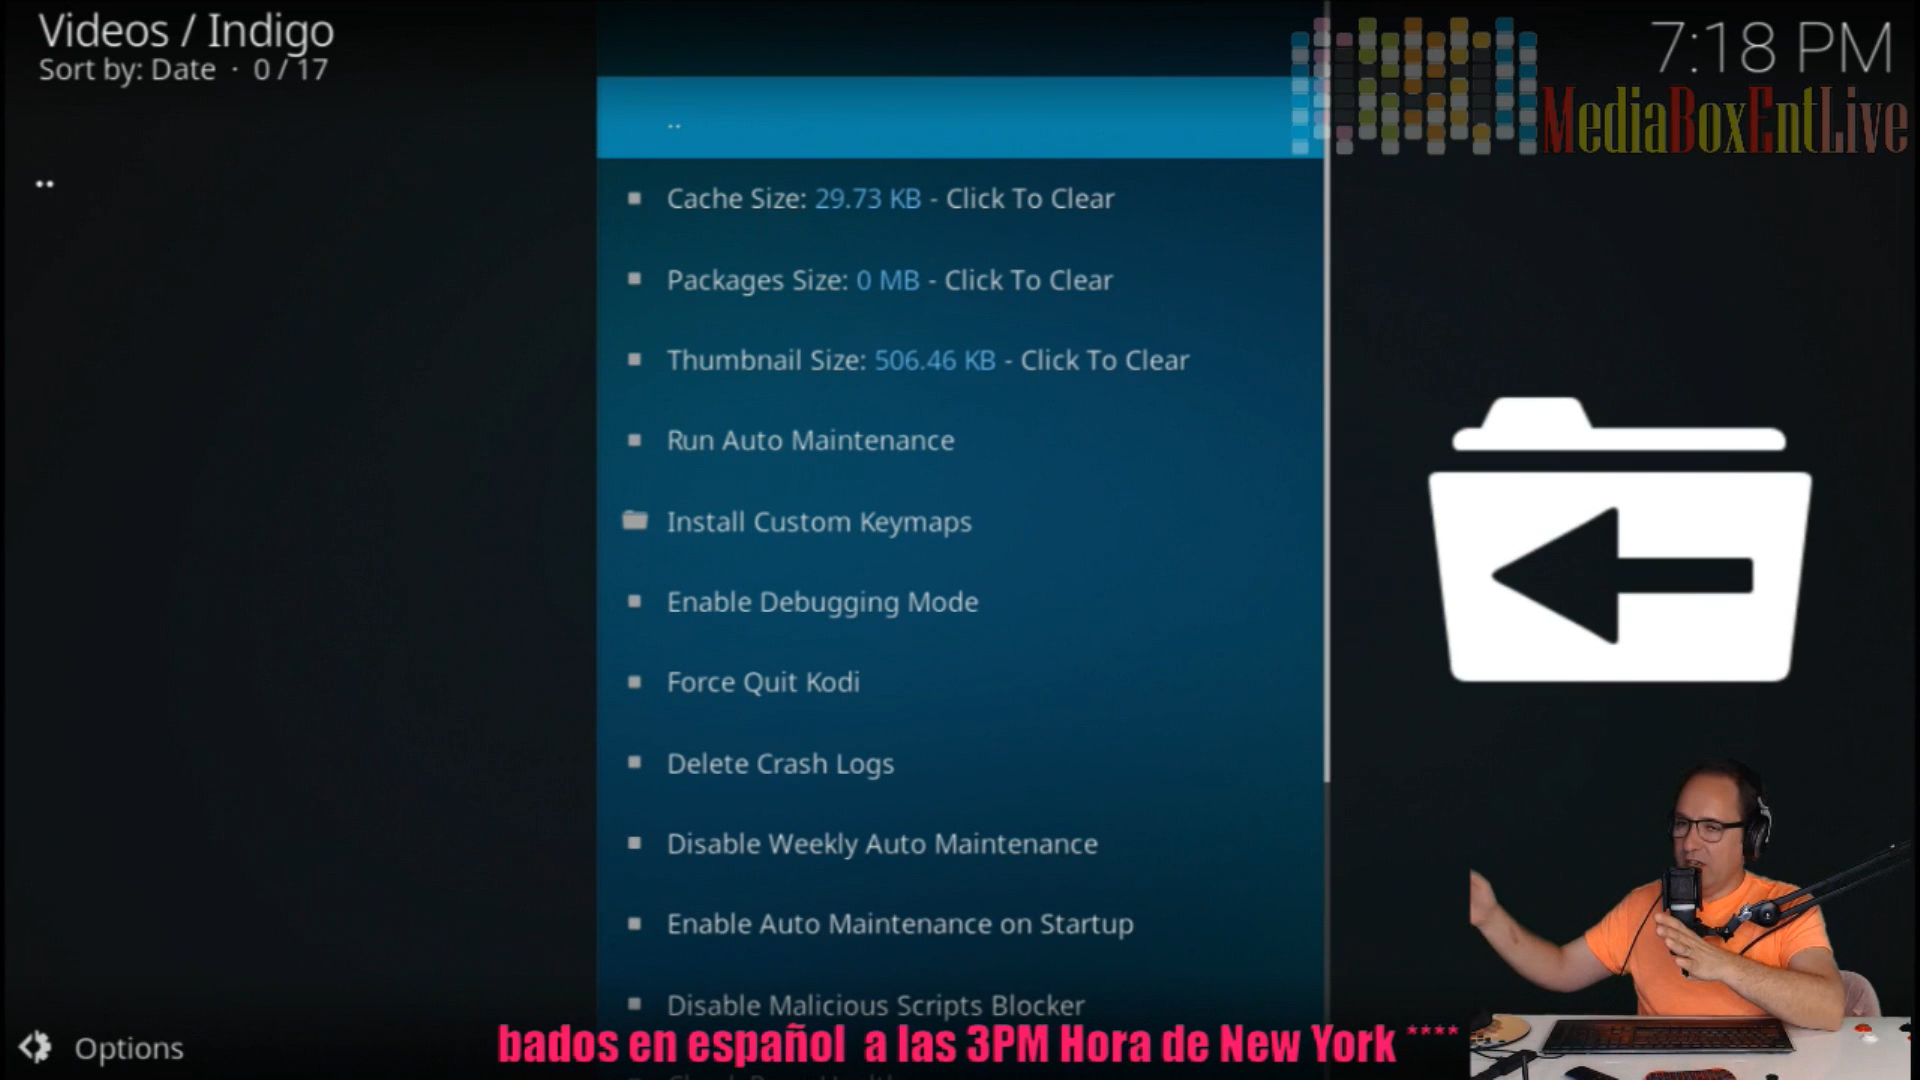 Videos / Indigo
Sort by: Date · 0 / 17
7:18 PM
MediaBoxEntLive
..
..
Cache Size: 29.73 KB - Click To Clear
Packages Size: 0 MB - Click To Clear
Thumbnail Size: 506.46 KB - Click To Clear
Run Auto Maintenance
Install Custom Keymaps
Enable Debugging Mode
Force Quit Kodi
Delete Crash Logs
Disable Weekly Auto Maintenance
Enable Auto Maintenance on Startup
Disable Malicious Scripts Blocker
bados en español a las 3PM Hora de New York ****
Options